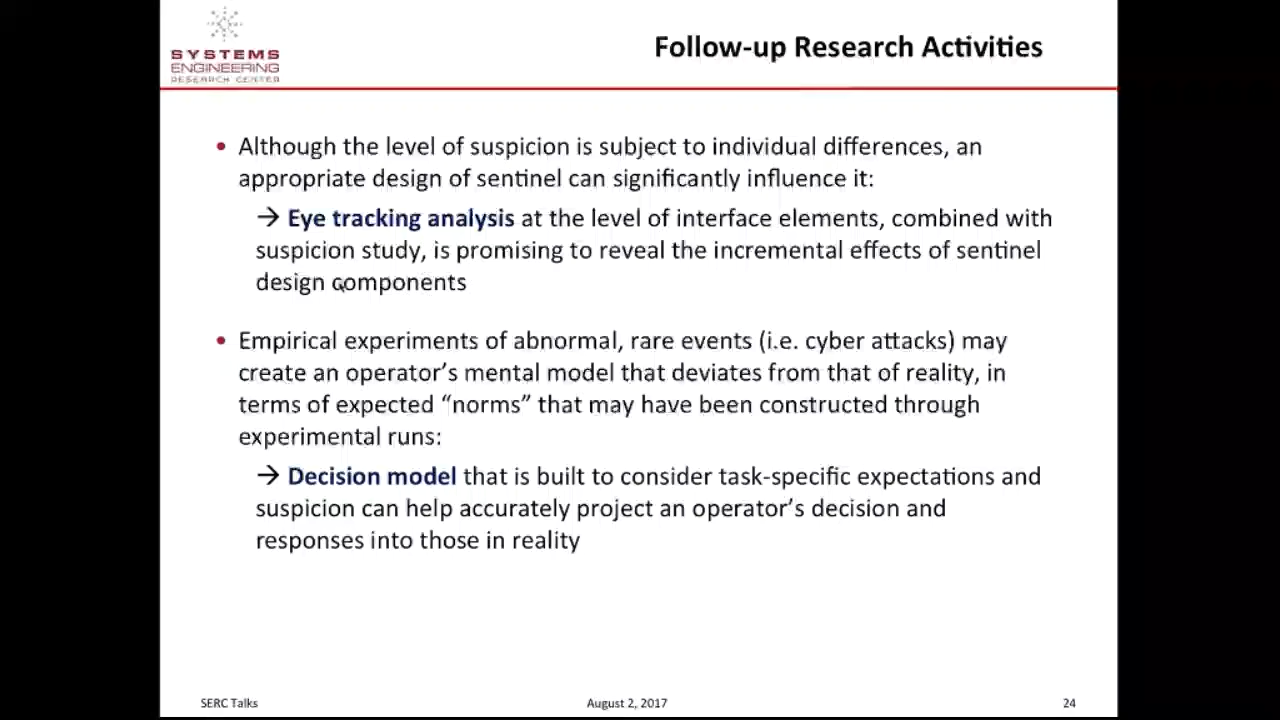 SYSTEMS
ENGINEERING
RESEARCH CENTER
Follow-up Research Activities
• Although the level of suspicion is subject to individual differences, an
appropriate design of sentinel can significantly influence it:
→ Eye tracking analysis at the level of interface elements, combined with
suspicion study, is promising to reveal the incremental effects of sentinel
design components
• Empirical experiments of abnormal, rare events (i.e. cyber attacks) may
create an operator’s mental model that deviates from that of reality, in
terms of expected “norms” that may have been constructed through
experimental runs:
→ Decision model that is built to consider task-specific expectations and
suspicion can help accurately project an operator’s decision and
responses into those in reality
SERC Talks
August 2, 2017
24